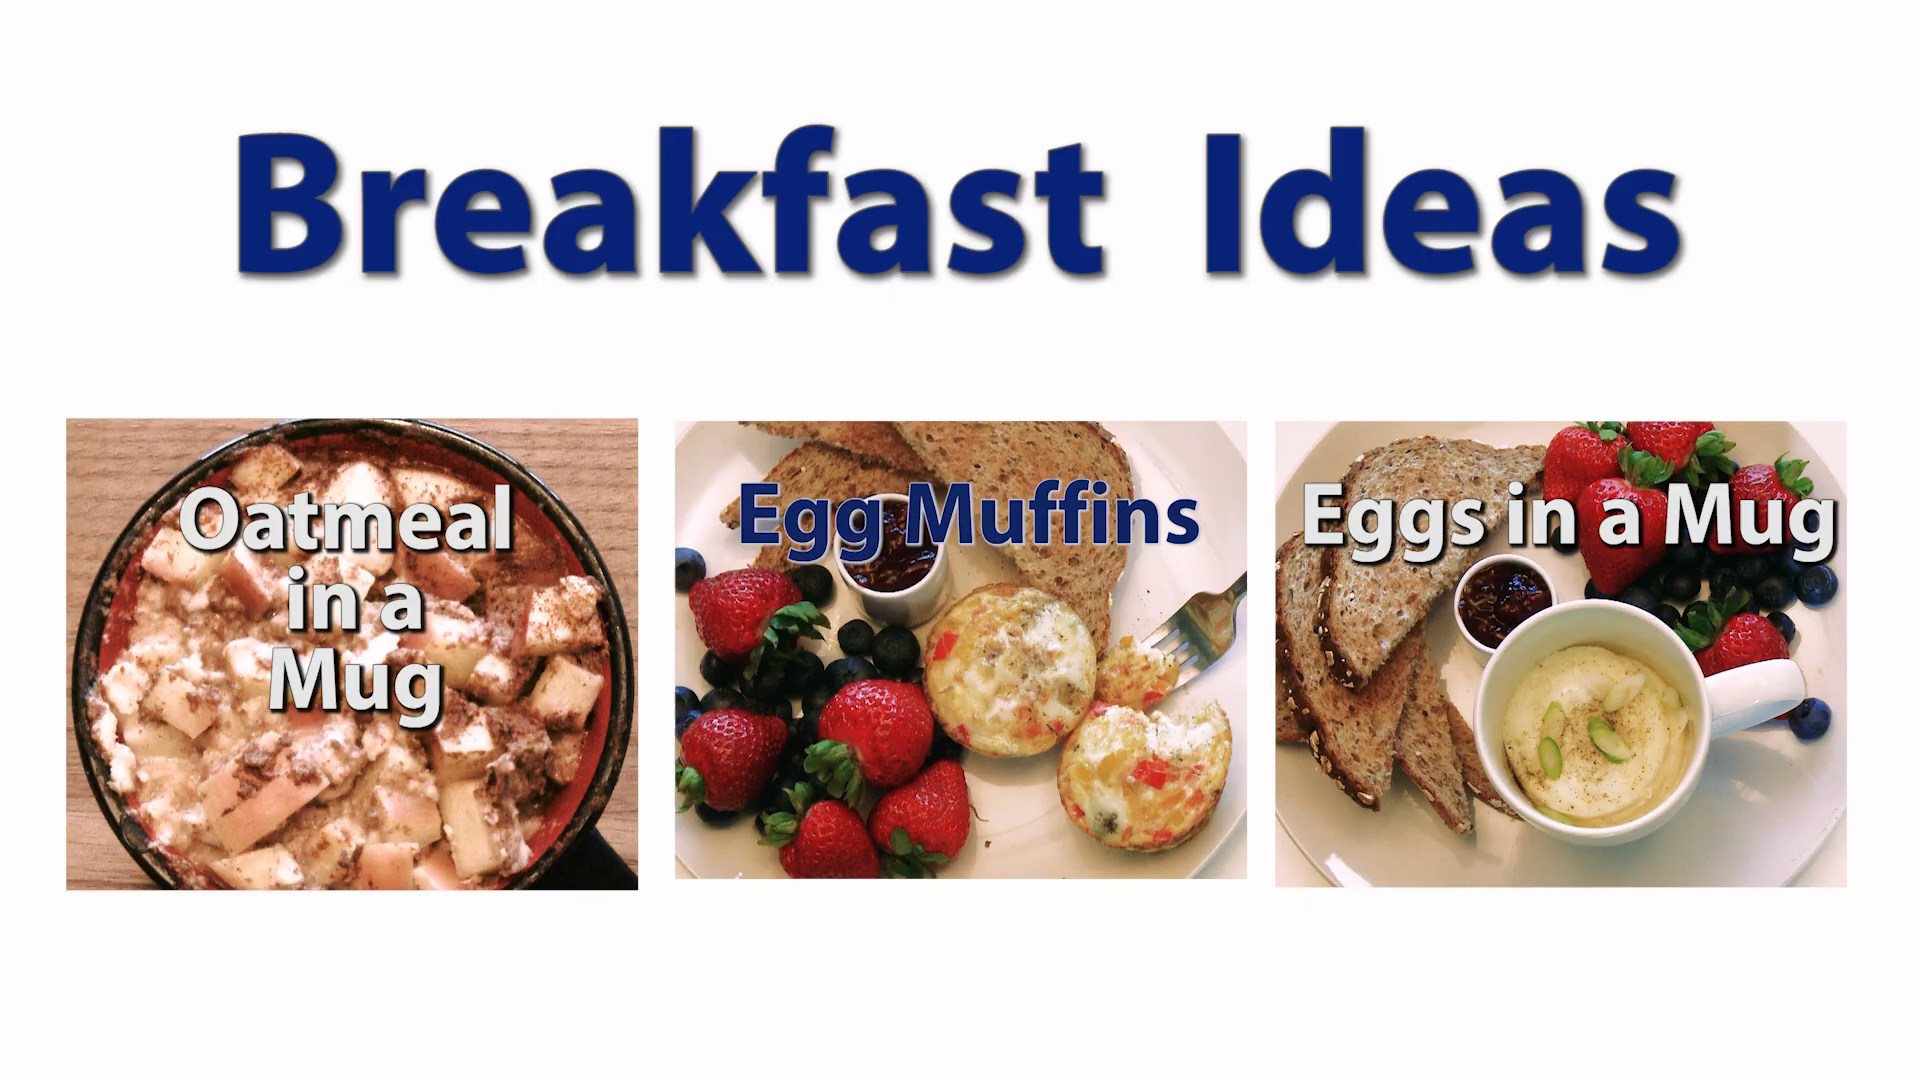 Breakfast Ideas
Oatmeal
in a
Mug
Egg Muffins
Eggs in a Mug